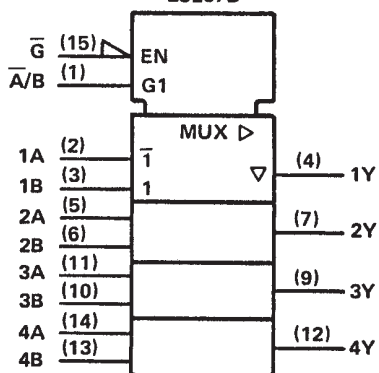 G̅ (15) EN
A̅/B (1) G1
MUX ▷
1A (2) 1̅
1B (3) 1 ▽ (4) 1Y
2A (5)
2B (6) (7) 2Y
3A (11)
3B (10) (9) 3Y
4A (14)
4B (13) (12) 4Y